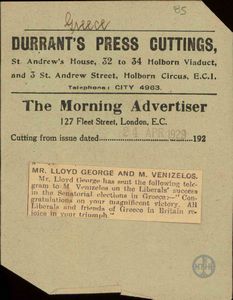 Greece
85
DURRANT'S PRESS CUTTINGS,
St. Andrew's House, 32 to 34 Holborn Viaduct,
and 3 St. Andrew Street, Holborn Circus, E.C.1.
Telephone: CITY 4963.
The Morning Advertiser
127 Fleet Street, London, E.C.
Cutting from issue dated 24 APR 1929 192
MR. LLOYD GEORGE AND M. VENIZELOS.
Mr. Lloyd George has sent the following tele-
gram to M. Venizelos on the Liberals' success
in the Senatorial elections in Greece:—" Con-
gratulations on your magnificent victory. All
Liberals and friends of Greece in Britain re-
joice in your triumph."